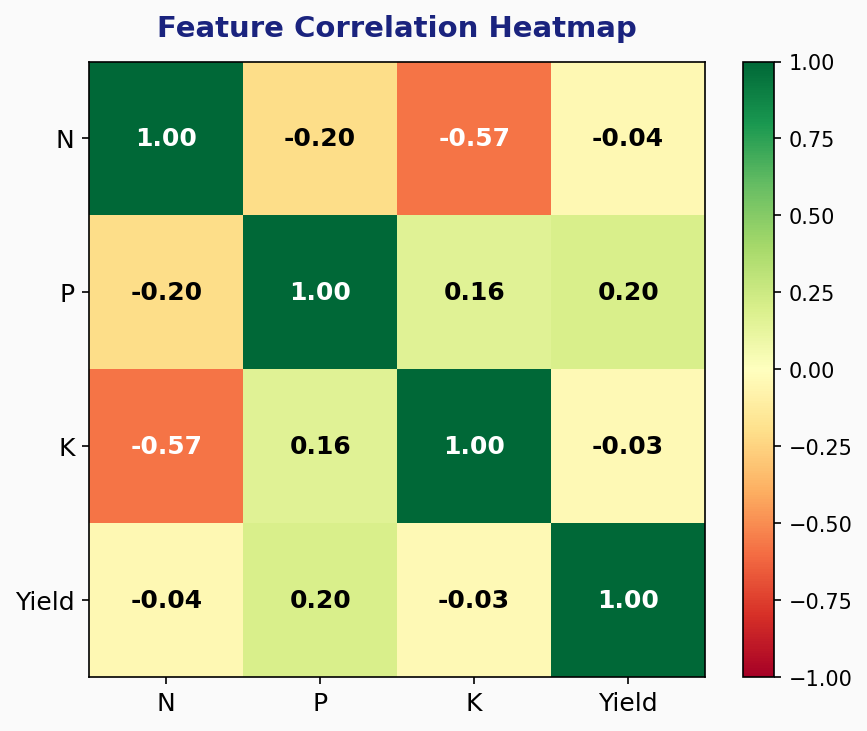 Feature Correlation Heatmap
N 1.00 -0.20 -0.57 -0.04
P -0.20 1.00 0.16 0.20
K -0.57 0.16 1.00 -0.03
Yield -0.04 0.20 -0.03 1.00
N P K Yield
1.00
0.75
0.50
0.25
0.00
−0.25
−0.50
−0.75
−1.00